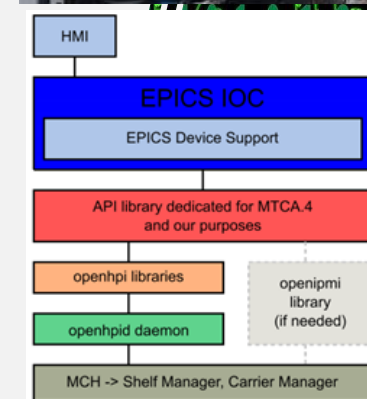 HMI
EPICS IOC
EPICS Device Support
API library dedicated for MTCA.4
and our purposes
openhpi libraries
openipmi
library
(if needed)
openhpid daemon
MCH -> Shelf Manager, Carrier Manager